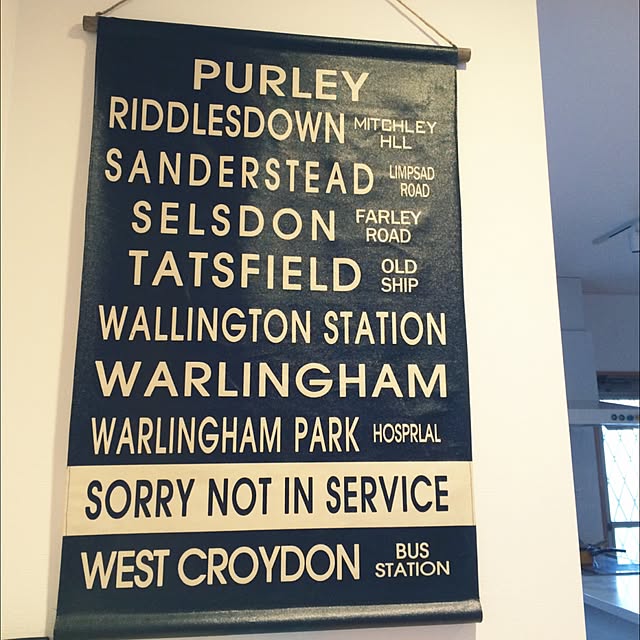 PURLEY
RIDDLESDOWN MITCHLEY HLL
SANDERSTEAD LIMPSAD ROAD
SELSDON FARLEY ROAD
TATSFIELD OLD SHIP
WALLINGTON STATION
WARLINGHAM
WARLINGHAM PARK HOSPRLAL
SORRY NOT IN SERVICE
WEST CROYDON BUS STATION